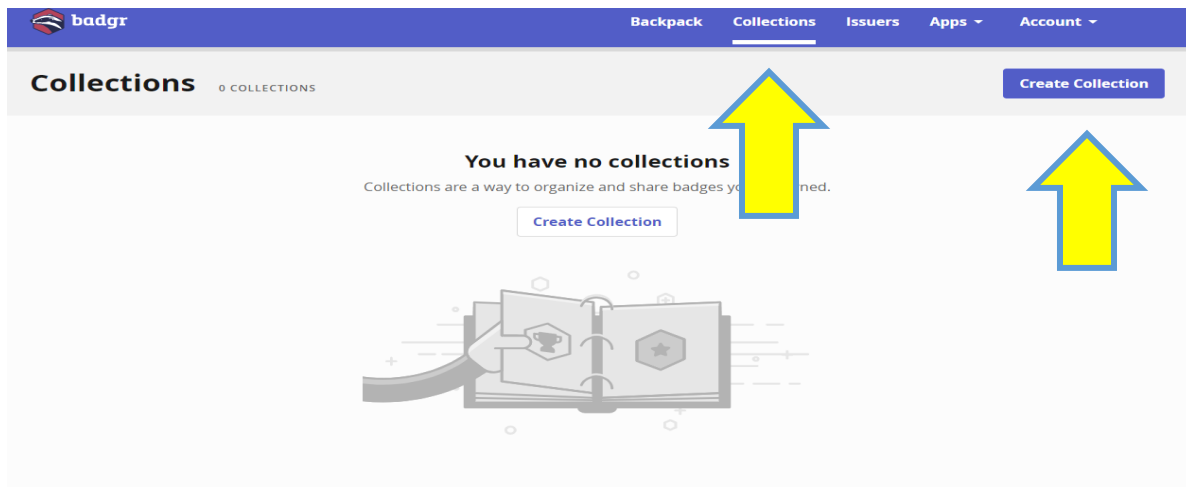 badgr
Backpack Collections Issuers Apps Account
Collections 0 COLLECTIONS
Create Collection
You have no collections
Collections are a way to organize and share badges
Create Collection